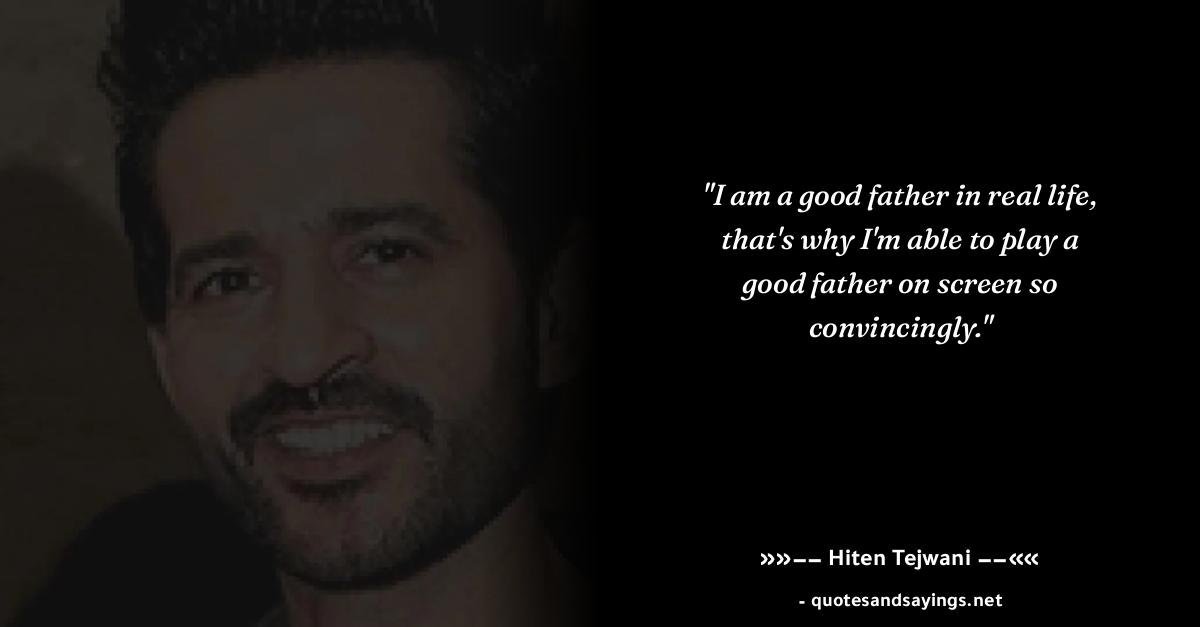 "I am a good father in real life,
that's why I'm able to play a
good father on screen so
convincingly."
»»−− Hiten Tejwani −−««
- quotesandsayings.net